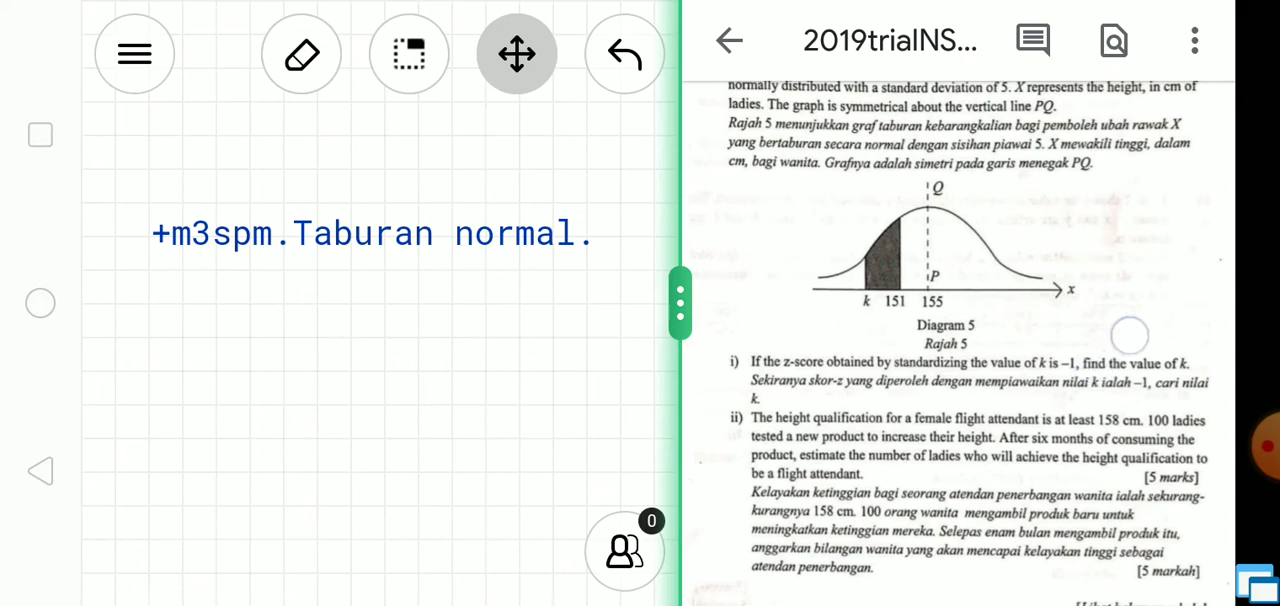 +m3spm.Taburan normal.
0
2019trialNS...
normally distributed with a standard deviation of 5. X represents the height, in cm of
ladies. The graph is symmetrical about the vertical line PQ.
Rajah 5 menunjukkan graf taburan kebarangkalian bagi pemboleh ubah rawak X
yang bertaburan secara normal dengan sisihan piawai 5. X mewakili tinggi, dalam
cm, bagi wanita. Grafnya adalah simetri pada garis menegak PQ.
Q
P
x
k 151 155
Diagram 5
Rajah 5
i) If the z-score obtained by standardizing the value of k is –1, find the value of k.
Sekiranya skor-z yang diperoleh dengan mempiawaikan nilai k ialah –1, cari nilai
k.
ii) The height qualification for a female flight attendant is at least 158 cm. 100 ladies
tested a new product to increase their height. After six months of consuming the
product, estimate the number of ladies who will achieve the height qualification to
be a flight attendant. [5 marks]
Kelayakan ketinggian bagi seorang atendan penerbangan wanita ialah sekurang-
kurangnya 158 cm. 100 orang wanita mengambil produk baru untuk
meningkatkan ketinggian mereka. Selepas enam bulan mengambil produk itu,
anggarkan bilangan wanita yang akan mencapai kelayakan tinggi sebagai
atendan penerbangan. [5 markah]